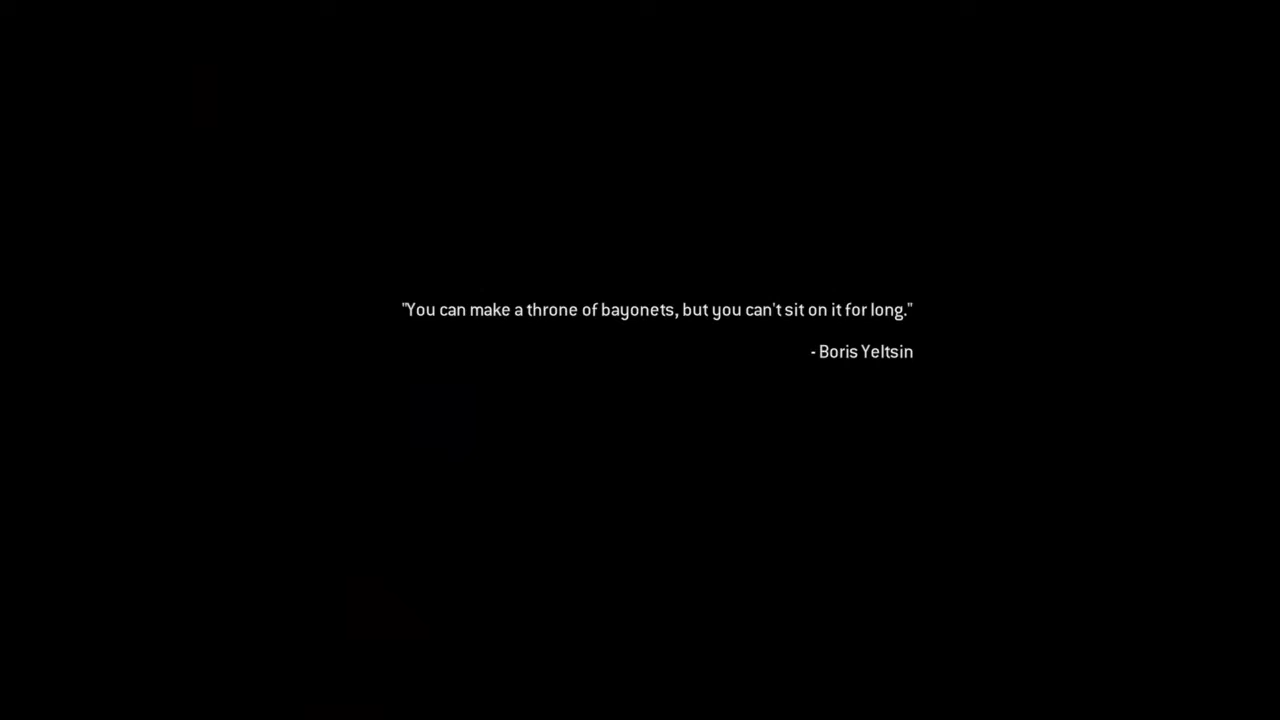 "You can make a throne of bayonets, but you can't sit on it for long."
- Boris Yeltsin